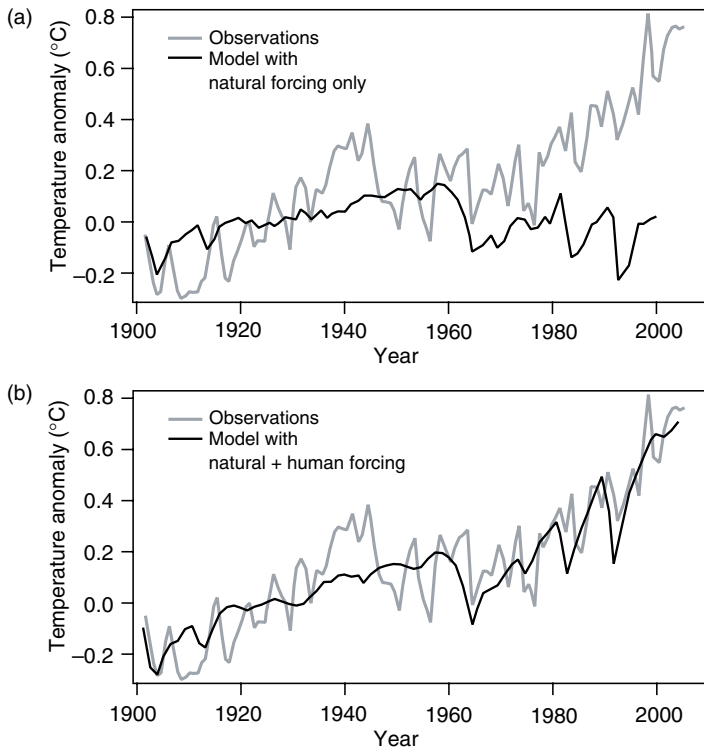 (a)
Temperature anomaly (°C)
0.8
0.6
0.4
0.2
0.0
−0.2
Observations
Model with
natural forcing only
1900 1920 1940 1960 1980 2000
Year
(b)
Temperature anomaly (°C)
0.8
0.6
0.4
0.2
0.0
−0.2
Observations
Model with
natural + human forcing
1900 1920 1940 1960 1980 2000
Year